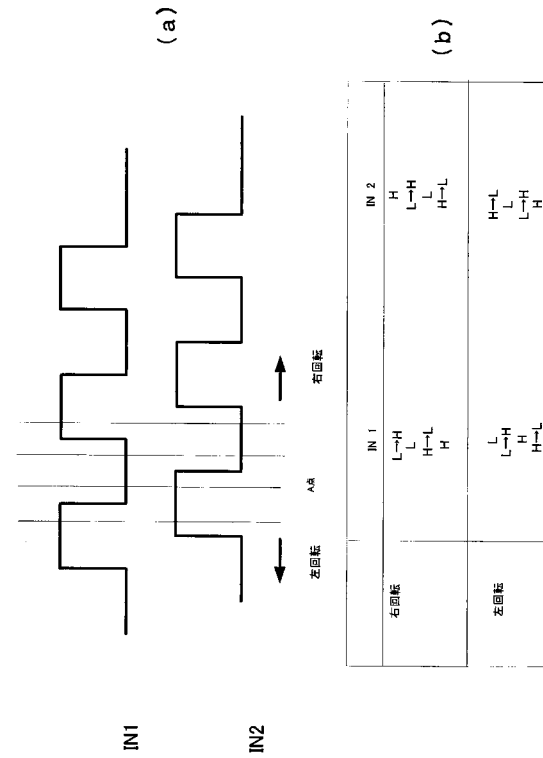 IN1
IN2
左回転 A点 右回転
(a)
IN 1 IN 2
右回転 L→H H
L L→H
H→L L
H H→L
左回転 L H→L
L→H L
H L→H
H→L H
(b)